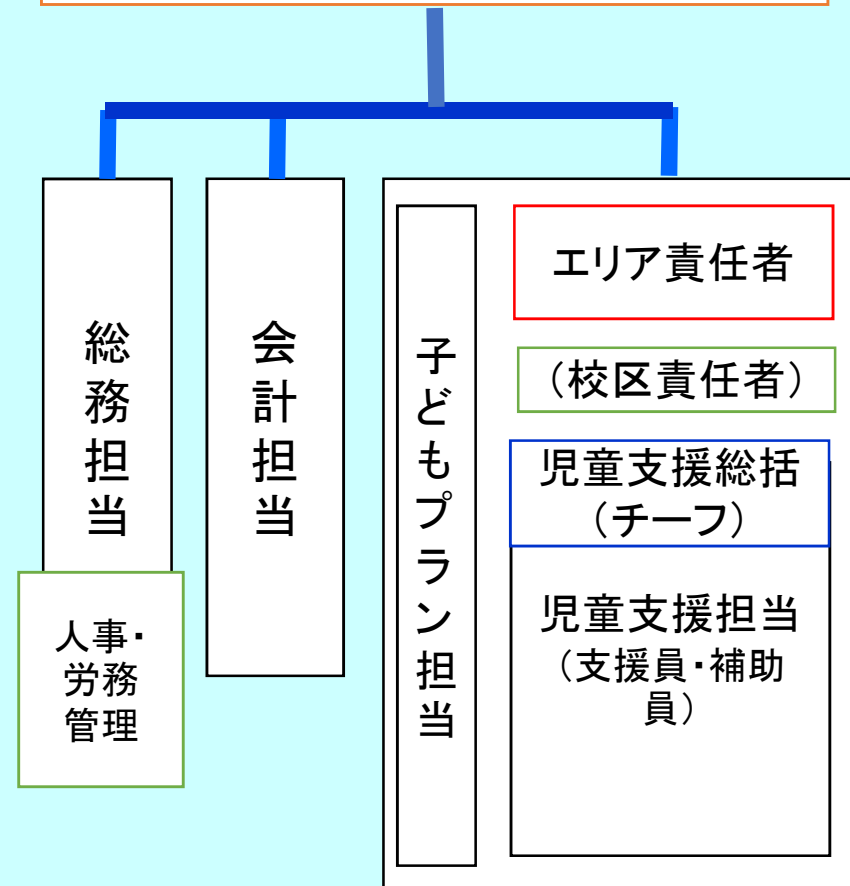 総務担当
人事・
労務
管理
会計担当
子どもプラン担当
エリア責任者
（校区責任者）
児童支援総括
（チーフ）
児童支援担当
（支援員・補助
員）